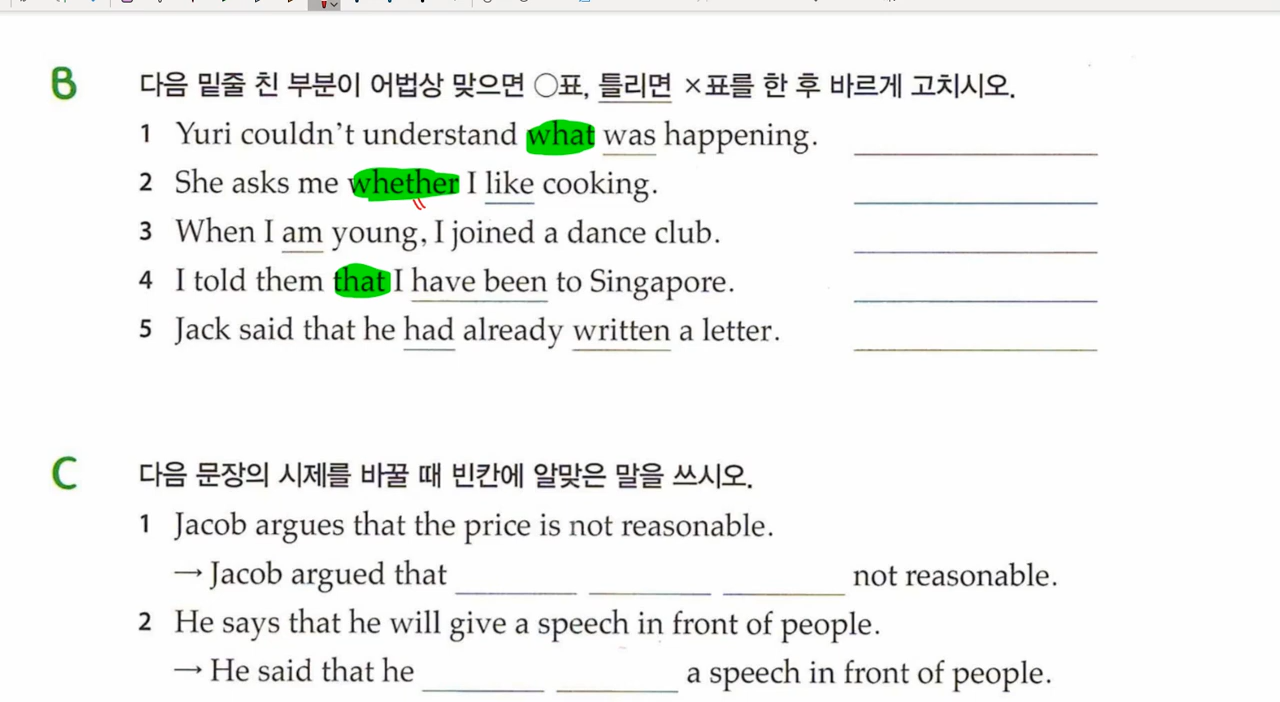 B 다음 밑줄 친 부분이 어법상 맞으면 ○표, 틀리면 ×표를 한 후 바르게 고치시오.
1 Yuri couldn't understand what was happening.
2 She asks me whether I like cooking.
3 When I am young, I joined a dance club.
4 I told them that I have been to Singapore.
5 Jack said that he had already written a letter.
C 다음 문장의 시제를 바꿀 때 빈칸에 알맞은 말을 쓰시오.
1 Jacob argues that the price is not reasonable.
→ Jacob argued that ______ ______ ______ not reasonable.
2 He says that he will give a speech in front of people.
→ He said that he ______ ______ a speech in front of people.